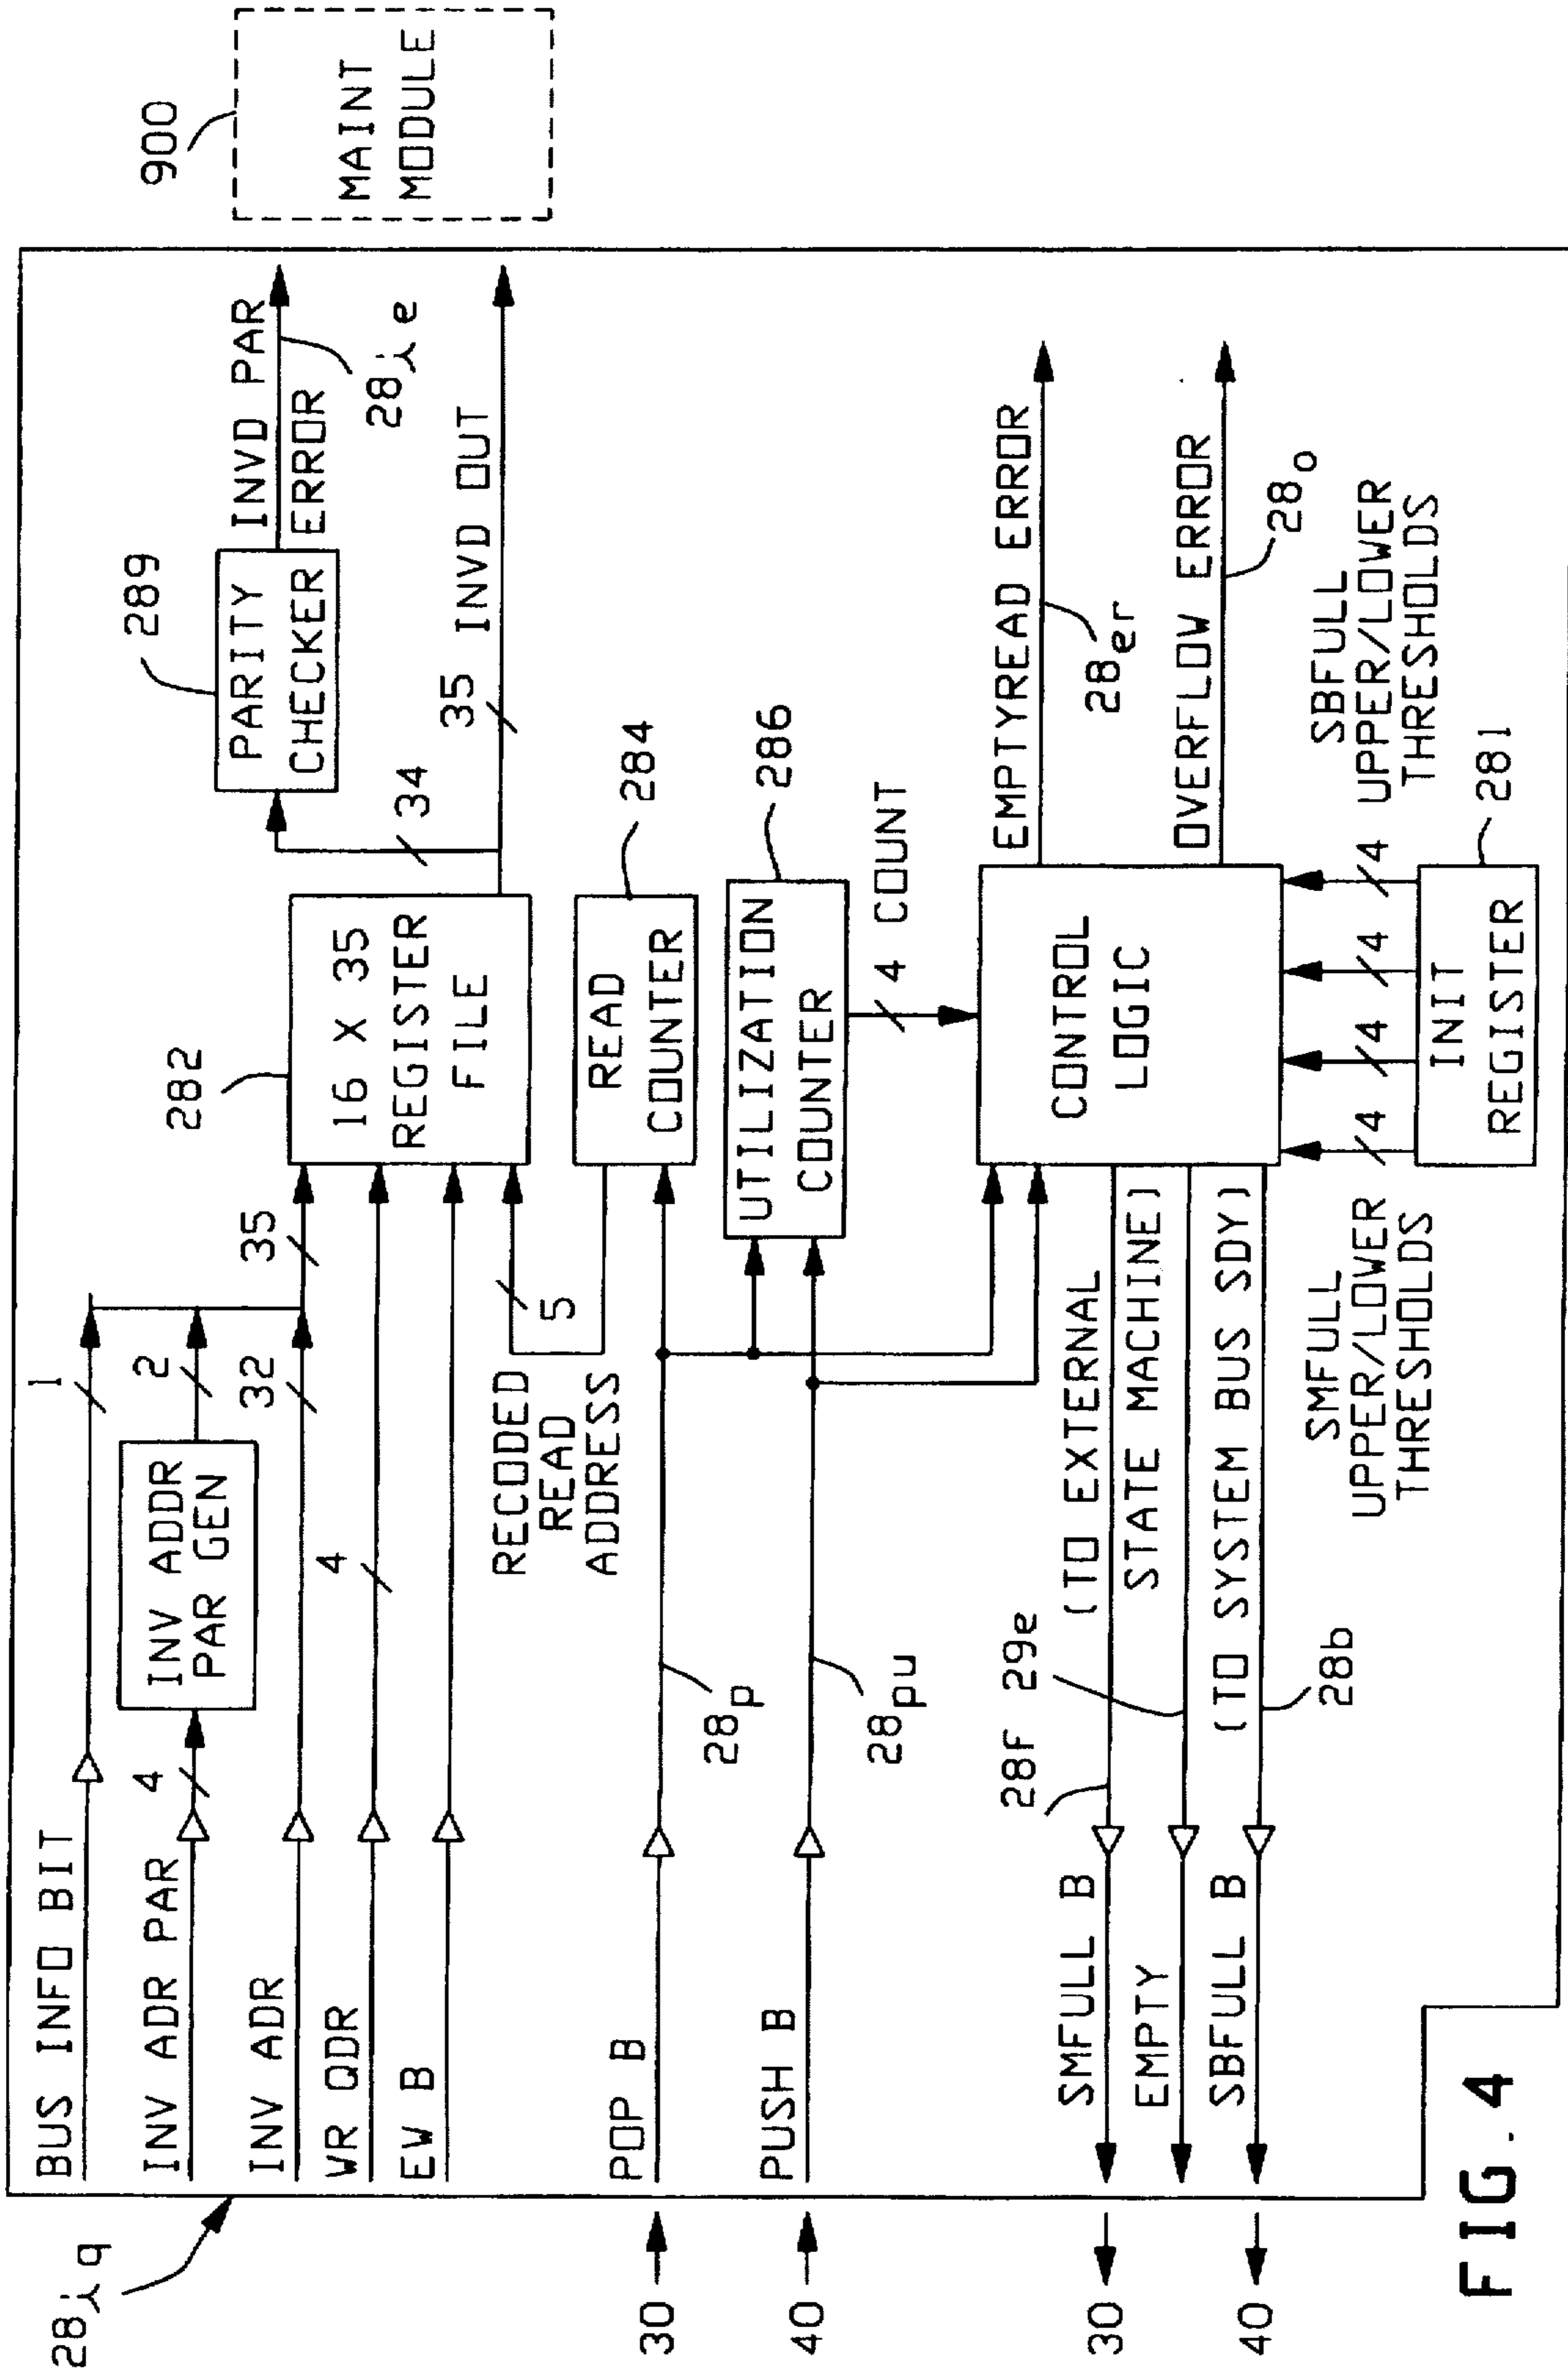 28iq
BUS INFO BIT
1
INV ADR PAR
4
INV ADDR
PAR GEN
2
INV ADR
32
35
WR QDR
4
EW B
282
16 X 35
REGISTER
FILE
34
289
PARITY
CHECKER
INVD PAR
ERROR
28ie
35
INVD OUT
900
MAINT
MODULE
RECODED
READ
ADDRESS
5
READ
COUNTER
284
30
POP B
28p
40
PUSH B
28pu
UTILIZATION
COUNTER
286
4 COUNT
CONTROL
LOGIC
EMPTYREAD ERROR
28er
OVERFLOW ERROR
28o
30
SMFULL B
28F
(TO EXTERNAL
STATE MACHINE)
EMPTY
29e
40
SBFULL B
(TO SYSTEM BUS SDY)
28b
SMFULL
UPPER/LOWER
THRESHOLDS
4
4
4
4
SBFULL
UPPER/LOWER
THRESHOLDS
INIT
REGISTER
281
FIG. 4